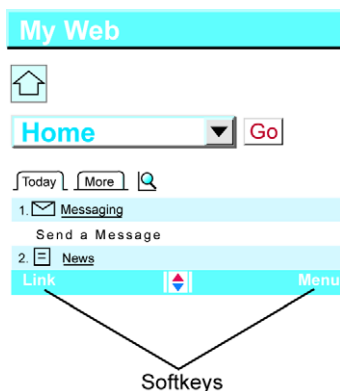 My Web
Home Go
Today More
1. Messaging
Send a Message
2. News
Link Menu
Softkeys